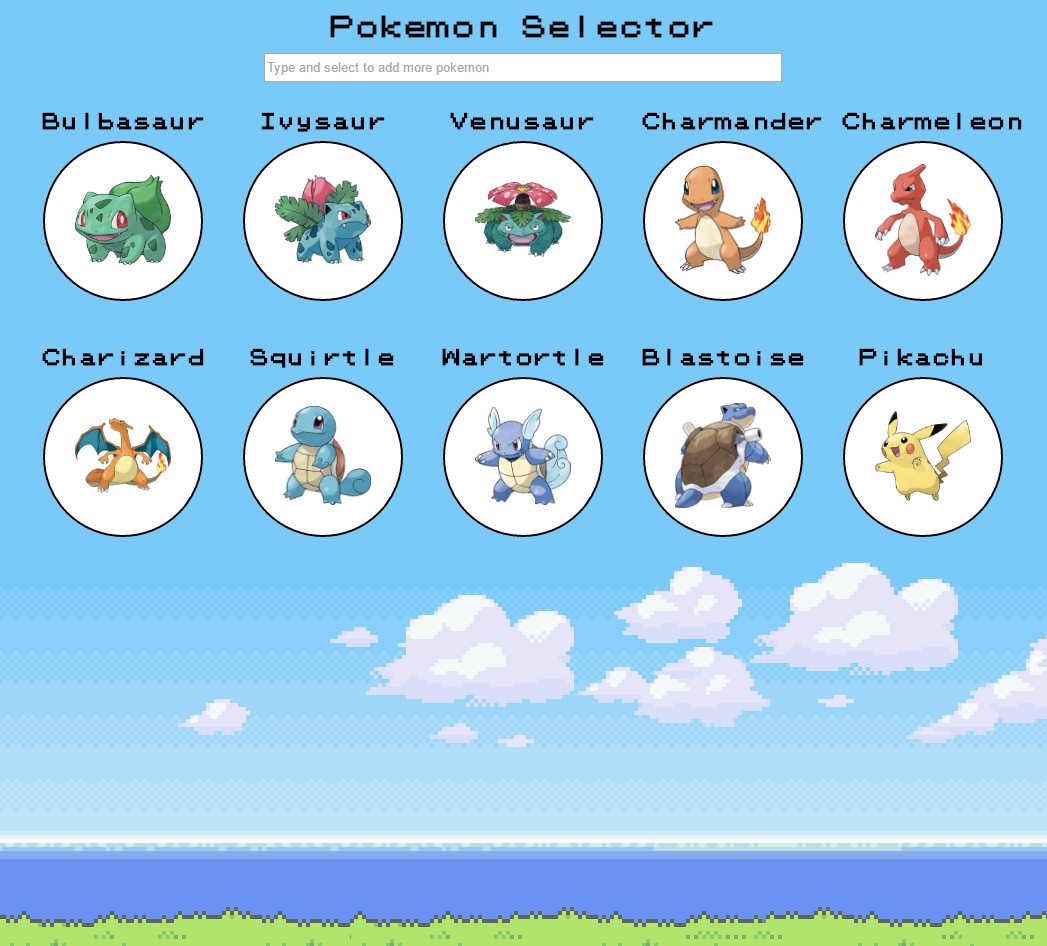 Pokemon Selector
Type and select to add more pokemon
Bulbasaur Ivysaur Venusaur Charmander Charmeleon
Charizard Squirtle Wartortle Blastoise Pikachu